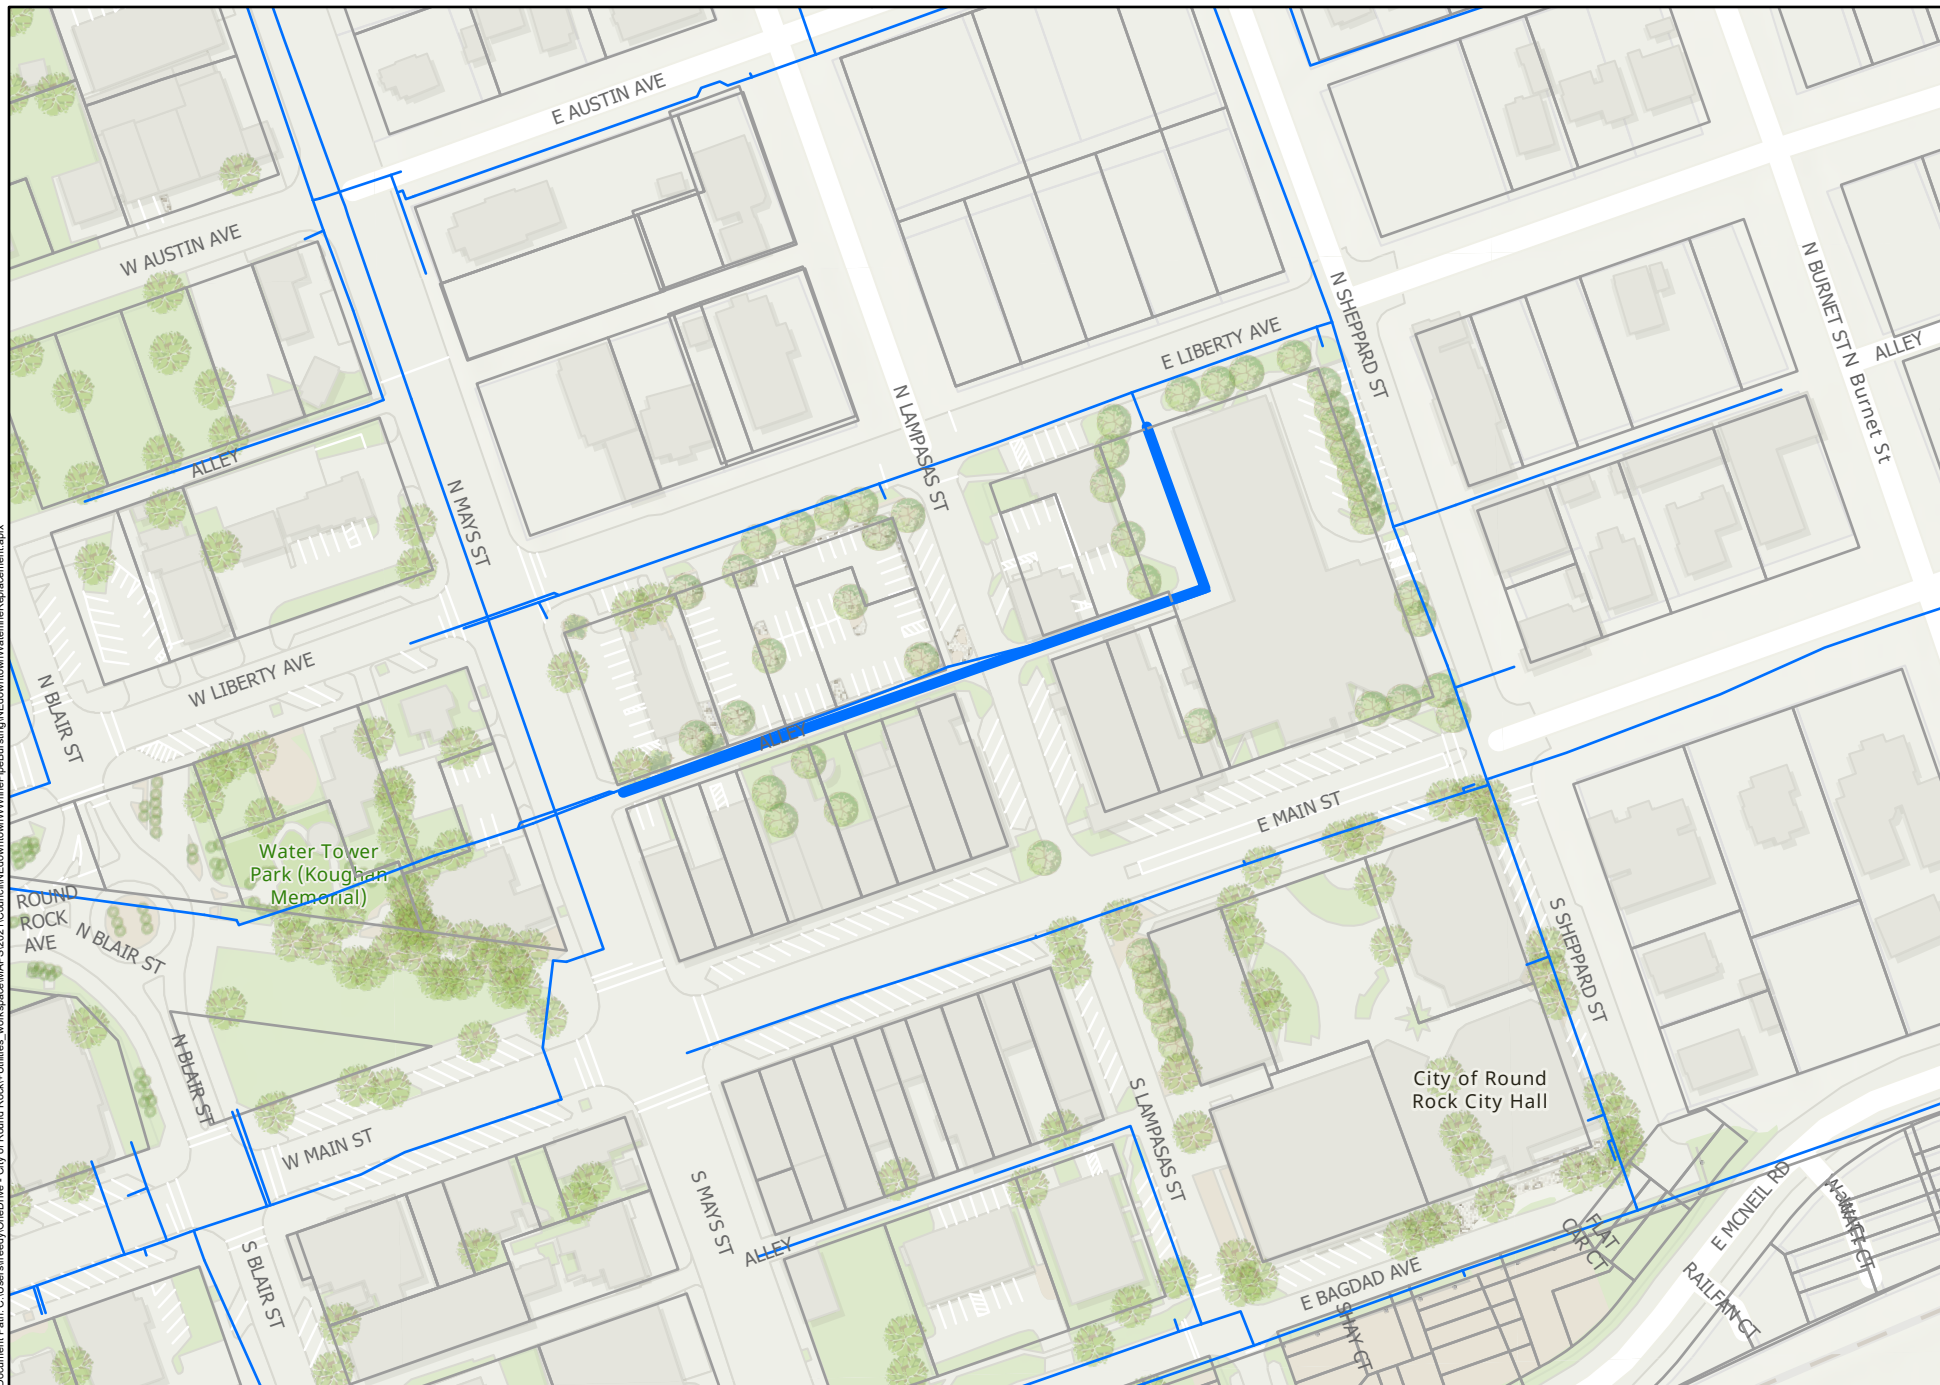 E AUSTIN AVE
W AUSTIN AVE
N SHEPPARD ST
N BURNET ST
N Burnet St
ALLEY
E LIBERTY AVE
N LAMPASAS ST
ALLEY
N MAYS ST
W LIBERTY AVE
N BLAIR ST
ALLEY
E MAIN ST
Water Tower
Park (Koughan
Memorial)
ROUND
ROCK
AVE
N BLAIR ST
S SHEPPARD ST
N BLAIR ST
City of Round
Rock City Hall
W MAIN ST
S LAMPASAS ST
S MAYS ST
ALLEY
S BLAIR ST
E BAGDAD AVE
FLAT
CAR CT
E MCNEIL RD
RAILFAN CT
SHAY CT